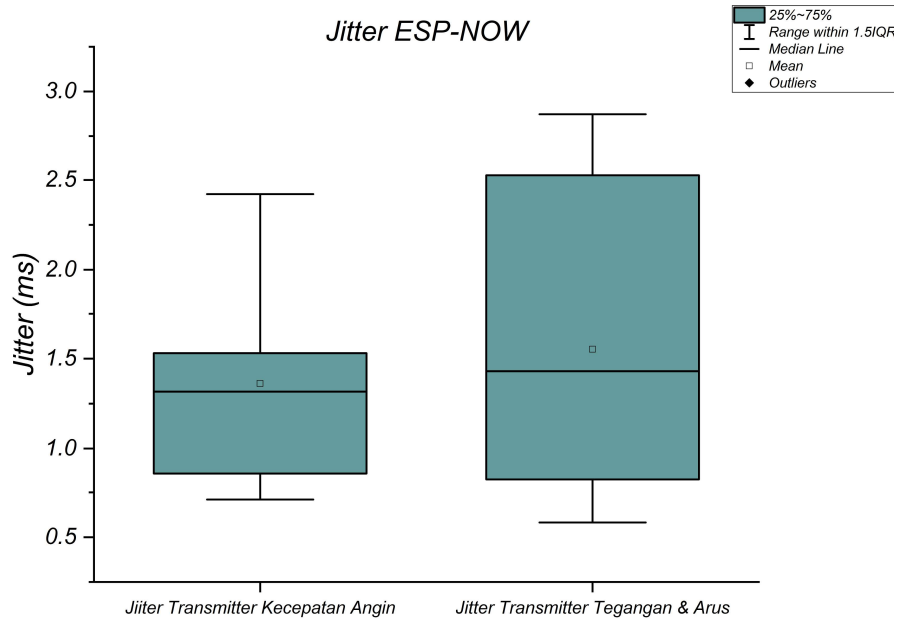 Jitter ESP-NOW
25%~75%
Range within 1.5IQR
Median Line
Mean
Outliers
3.0
2.5
2.0
1.5
1.0
0.5
Jitter (ms)
Jiiter Transmitter Kecepatan Angin
Jitter Transmitter Tegangan & Arus